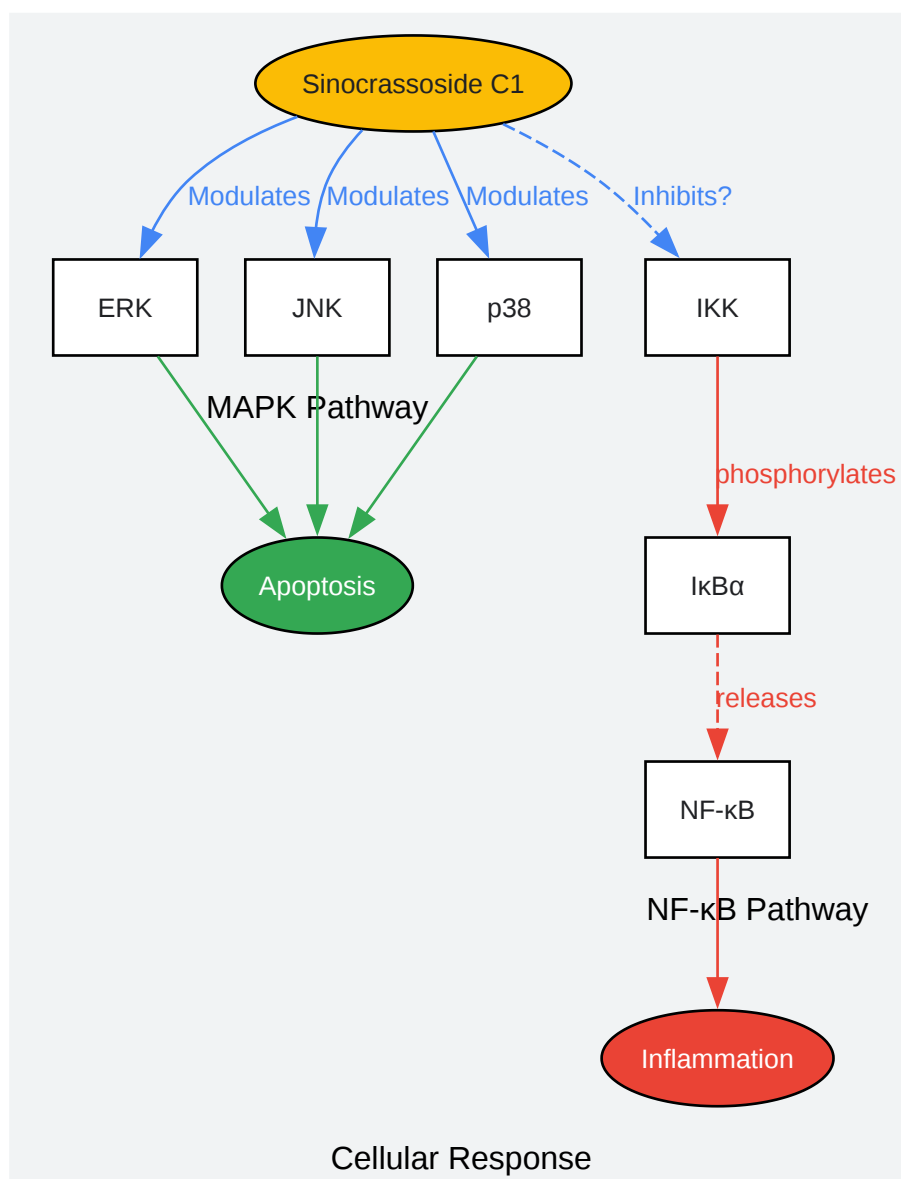 Sinocrassoside C1
Modulates
Modulates
Modulates
Inhibits?
ERK
JNK
p38
IKK
MAPK Pathway
phosphorylates
Apoptosis
IκBα
releases
NF-κB
NF-κB Pathway
Inflammation
Cellular Response